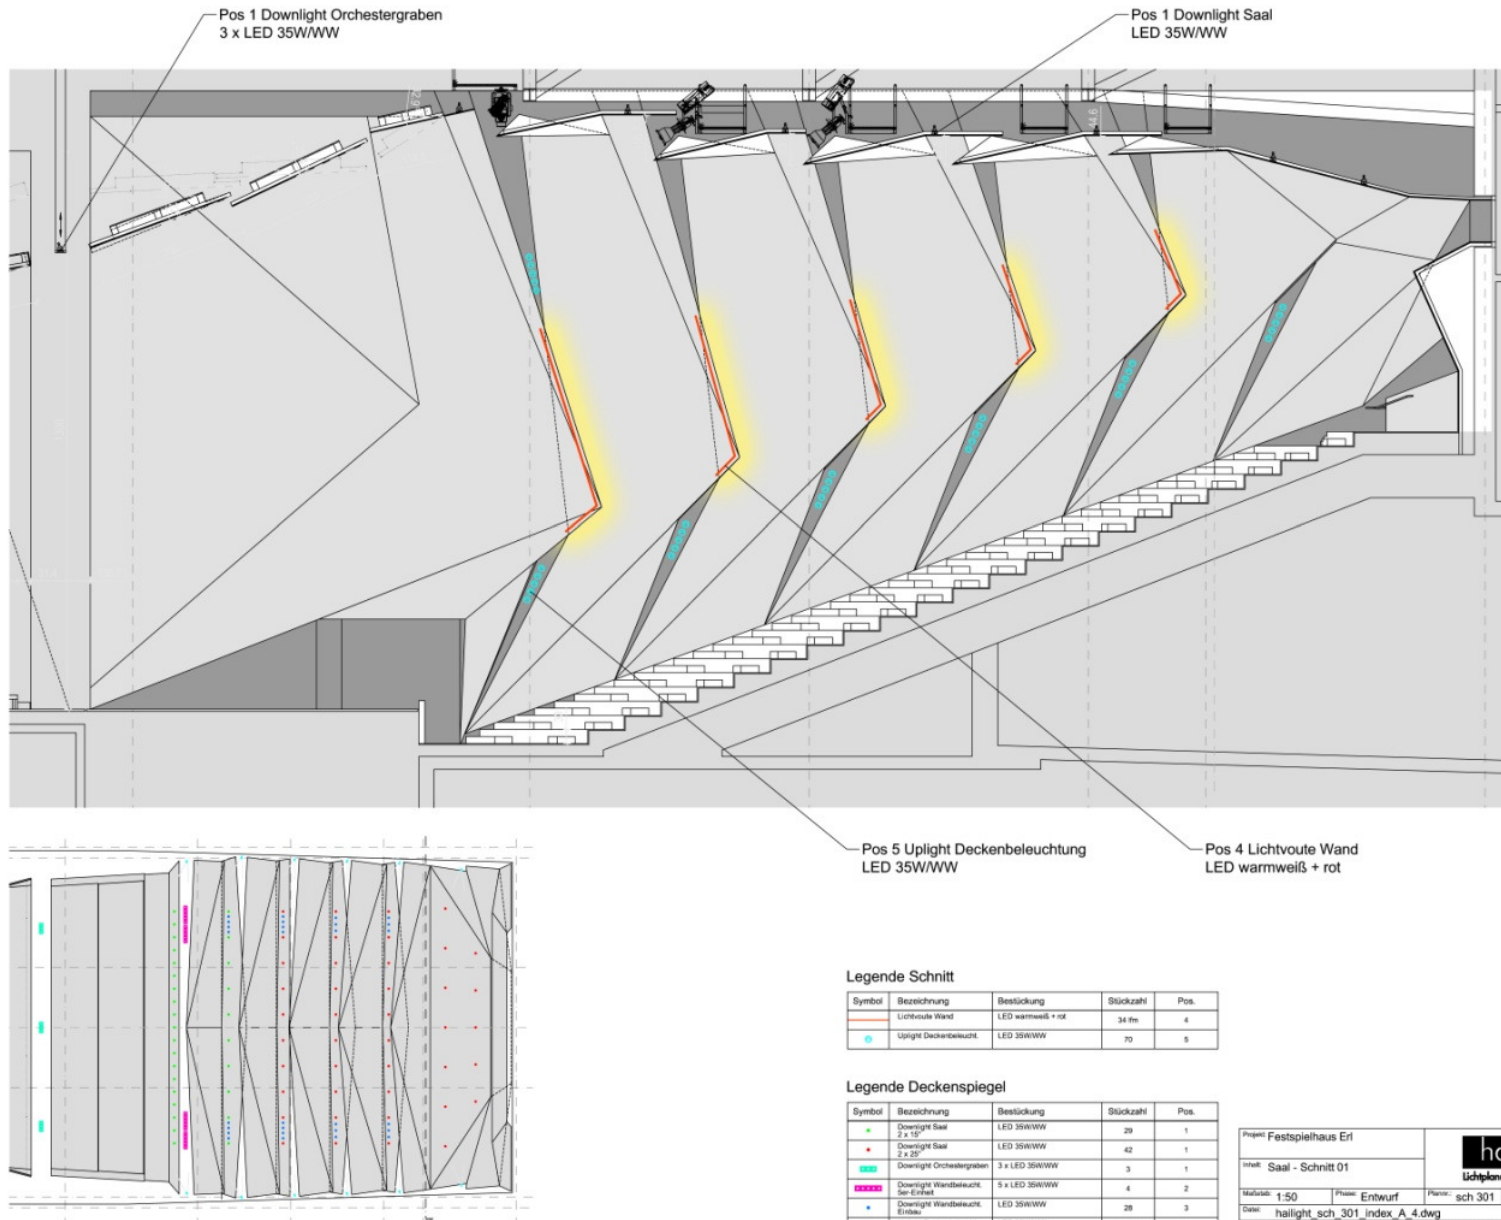 Pos 1 Downlight Orchestergraben
3 x LED 35W/WW
Pos 1 Downlight Saal
LED 35W/WW
Pos 5 Uplight Deckenbeleuchtung
LED 35W/WW
Pos 4 Lichtvoute Wand
LED warmweiß + rot
Legende Schnitt
Symbol Bezeichnung Bestückung Stückzahl Pos.
Lichtvoute Wand LED warmweiß + rot 34 lfm 4
Uplight Deckenbeleucht. LED 35W/WW 70 5
Legende Deckenspiegel
Symbol Bezeichnung Bestückung Stückzahl Pos.
Downlight Saal LED 35W/WW 29 1
2 x 15°
Downlight Saal LED 35W/WW 42 1
2 x 25°
Downlight Orchestergraben 3 x LED 35W/WW 3 1
Downlight Wandbeleucht. 5 x LED 35W/WW 4 2
5er-Einheit
Downlight Wandbeleucht. LED 35W/WW 28 3
Einbau
Projekt: Festspielhaus Erl
Inhalt: Saal - Schnitt 01
Maßstab: 1:50 Phase: Entwurf Plannr.: sch 301
Datei: hailight_sch_301_index_A_4.dwg